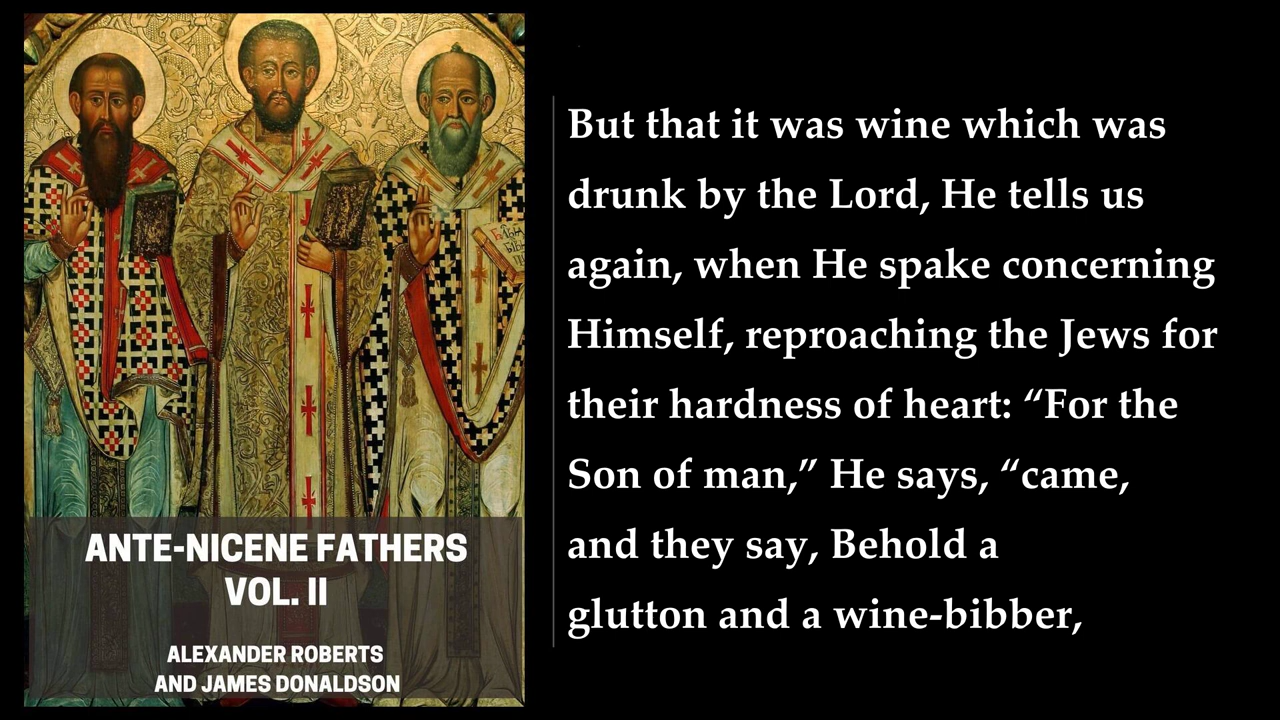 ANTE-NICENE FATHERS
VOL. II
ALEXANDER ROBERTS
AND JAMES DONALDSON
But that it was wine which was
drunk by the Lord, He tells us
again, when He spake concerning
Himself, reproaching the Jews for
their hardness of heart: “For the
Son of man,” He says, “came,
and they say, Behold a
glutton and a wine-bibber,